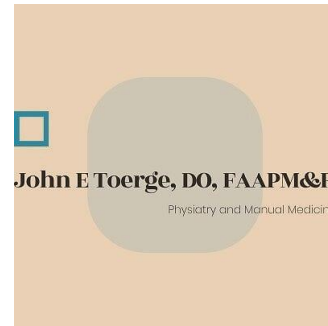 John E Toerge, DO, FAAPM&R
Physiatry and Manual Medicin